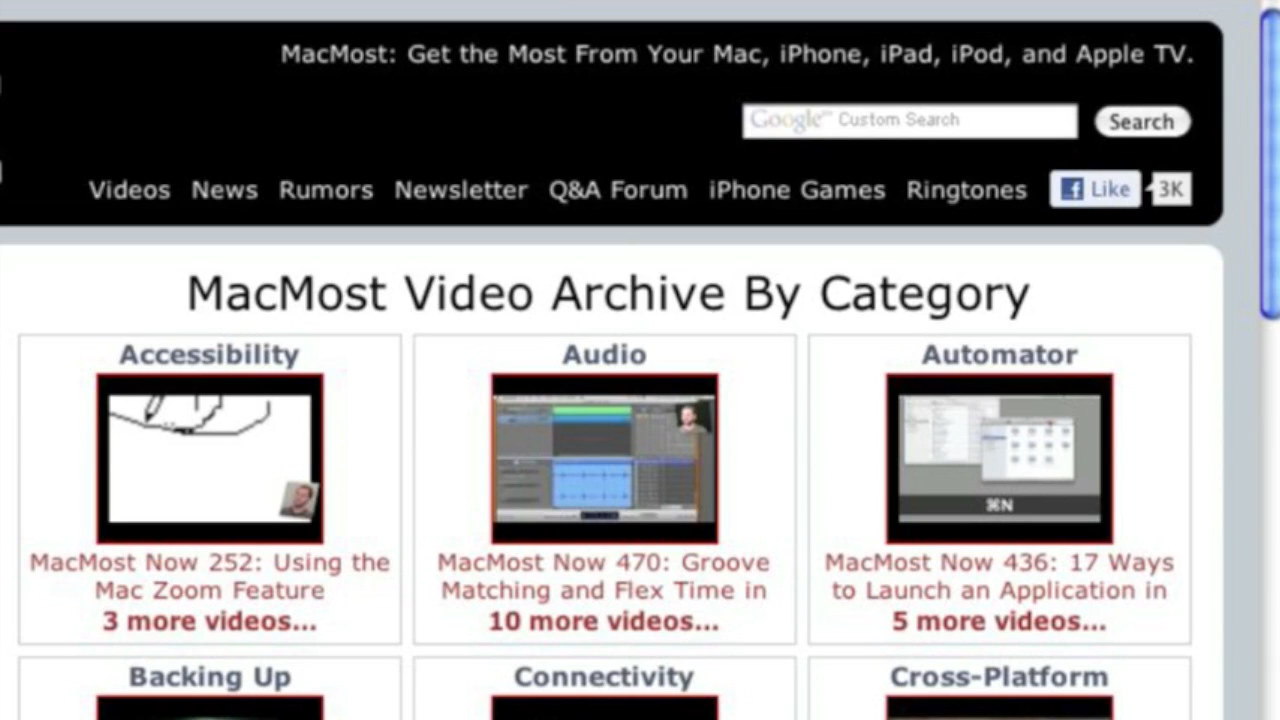 MacMost: Get the Most From Your Mac, iPhone, iPad, iPod, and Apple TV.
Google™ Custom Search Search
Videos News Rumors Newsletter Q&A Forum iPhone Games Ringtones Like 3K
MacMost Video Archive By Category
Accessibility
MacMost Now 252: Using the
Mac Zoom Feature
3 more videos...
Audio
MacMost Now 470: Groove
Matching and Flex Time in
10 more videos...
Automator
⌘N
MacMost Now 436: 17 Ways
to Launch an Application in
5 more videos...
Backing Up
Connectivity
Cross-Platform